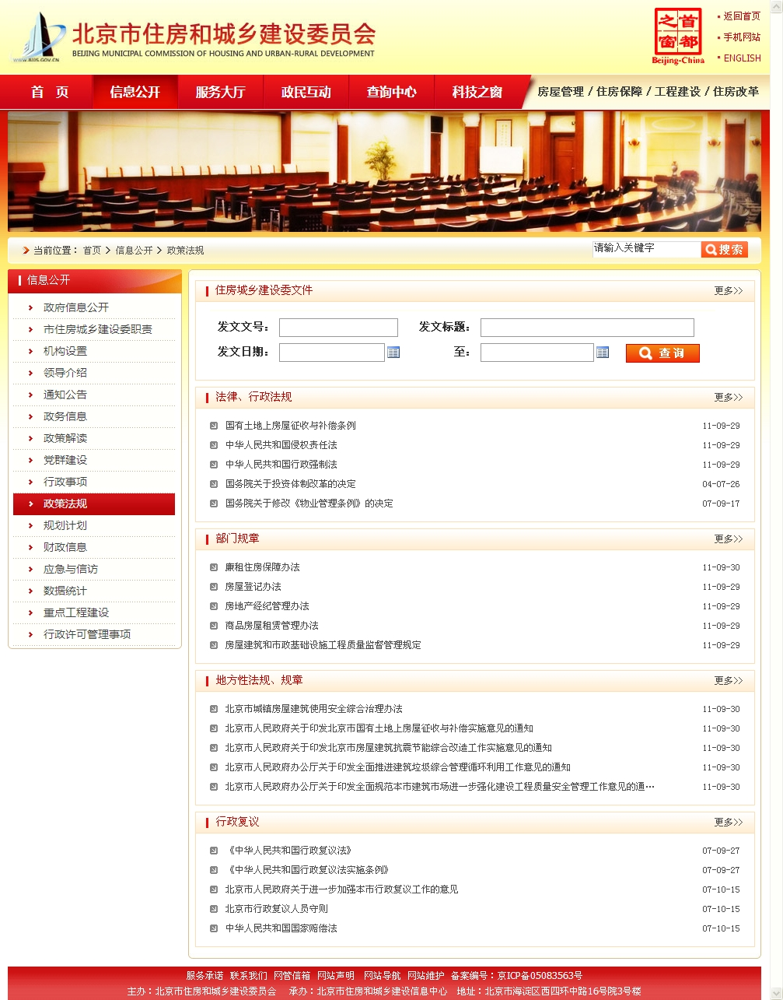 北京市住房和城乡建设委员会
BEIJING MUNICIPAL COMMISSION OF HOUSING AND URBAN-RURAL DEVELOPMENT
WWW.BJJS.GOV.CN
首都之窗
Beijing-China
返回首页
手机网站
ENGLISH
首 页 信息公开 服务大厅 政民互动 查询中心 科技之窗 房屋管理 / 住房保障 / 工程建设 / 住房改革
当前位置： 首页 > 信息公开 > 政策法规 请输入关键字 搜索
信息公开
政府信息公开
市住房城乡建设委职责
机构设置
领导介绍
通知公告
政务信息
政策解读
党群建设
行政事项
政策法规
规划计划
财政信息
应急与信访
数据统计
重点工程建设
行政许可管理事项
住房城乡建设委文件 更多>>
发文文号： 发文标题：
发文日期： 至： 查 询
法律、行政法规 更多>>
国有土地上房屋征收与补偿条例 11-09-29
中华人民共和国侵权责任法 11-09-29
中华人民共和国行政强制法 11-09-29
国务院关于投资体制改革的决定 04-07-26
国务院关于修改《物业管理条例》的决定 07-09-17
部门规章 更多>>
廉租住房保障办法 11-09-30
房屋登记办法 11-09-29
房地产经纪管理办法 11-09-29
商品房屋租赁管理办法 11-09-29
房屋建筑和市政基础设施工程质量监督管理规定 11-09-29
地方性法规、规章 更多>>
北京市城镇房屋建筑使用安全综合治理办法 11-09-30
北京市人民政府关于印发北京市国有土地上房屋征收与补偿实施意见的通知 11-09-30
北京市人民政府关于印发北京市房屋建筑抗震节能综合改造工作实施意见的通知 11-09-30
北京市人民政府办公厅关于印发全面推进建筑垃圾综合管理循环利用工作意见的通知 11-09-30
北京市人民政府办公厅关于印发全面规范本市建筑市场进一步强化建设工程质量安全管理工作意见的通… 11-09-30
行政复议 更多>>
《中华人民共和国行政复议法》 07-09-27
《中华人民共和国行政复议法实施条例》 07-09-27
北京市人民政府关于进一步加强本市行政复议工作的意见 07-10-15
北京市行政复议人员守则 07-10-15
中华人民共和国国家赔偿法 07-10-15
服务承诺 联系我们 网管信箱 网站声明 网站导航 网站维护 备案编号：京ICP备05083563号
主办：北京市住房和城乡建设委员会 承办：北京市住房和城乡建设信息中心 地址：北京市海淀区西四环中路16号院3号楼